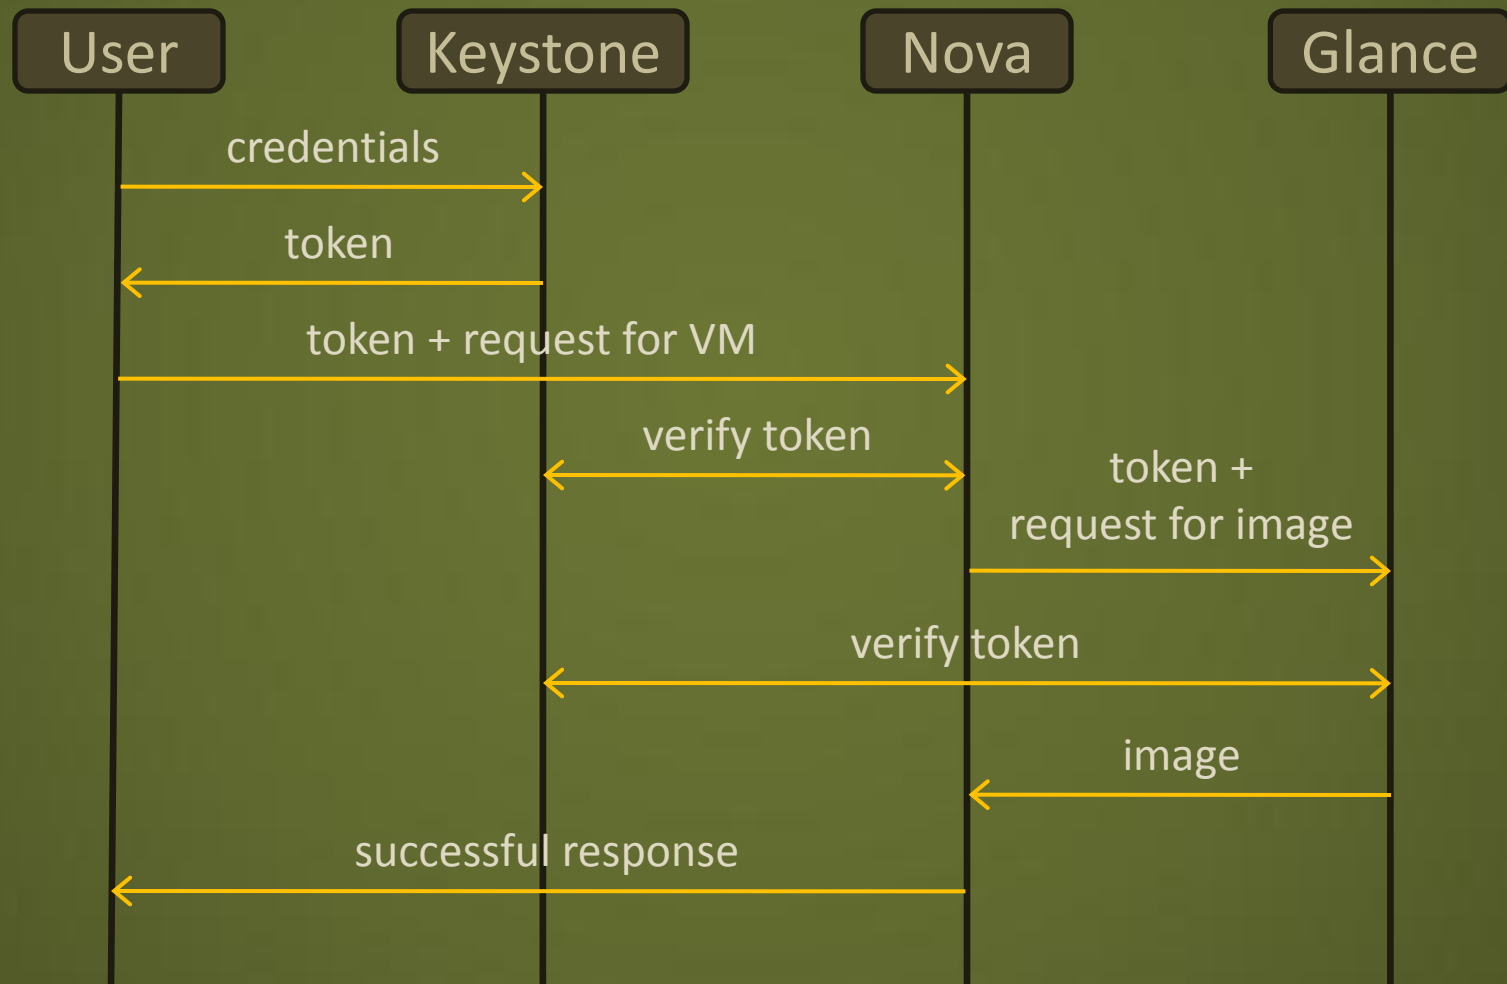 User
Keystone
Nova
Glance
credentials
token
token + request for VM
verify token
token +
request for image
verify token
image
successful response